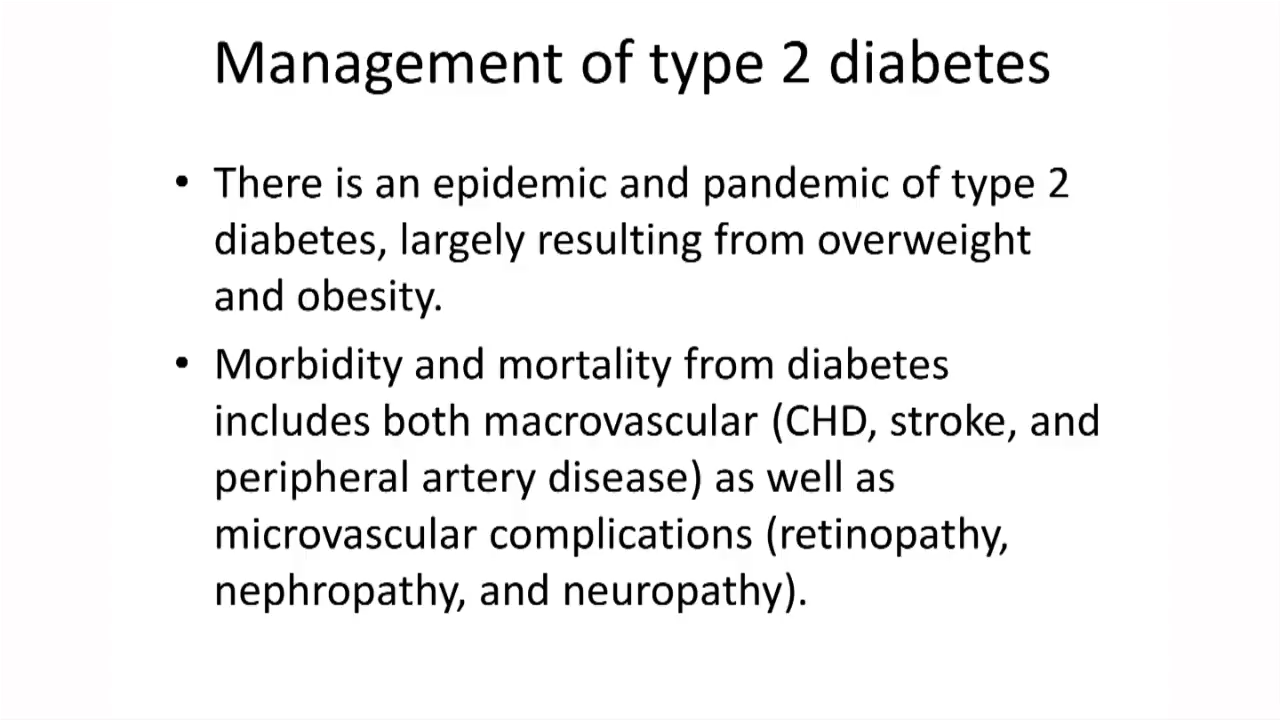 Management of type 2 diabetes
• There is an epidemic and pandemic of type 2
diabetes, largely resulting from overweight
and obesity.
• Morbidity and mortality from diabetes
includes both macrovascular (CHD, stroke, and
peripheral artery disease) as well as
microvascular complications (retinopathy,
nephropathy, and neuropathy).